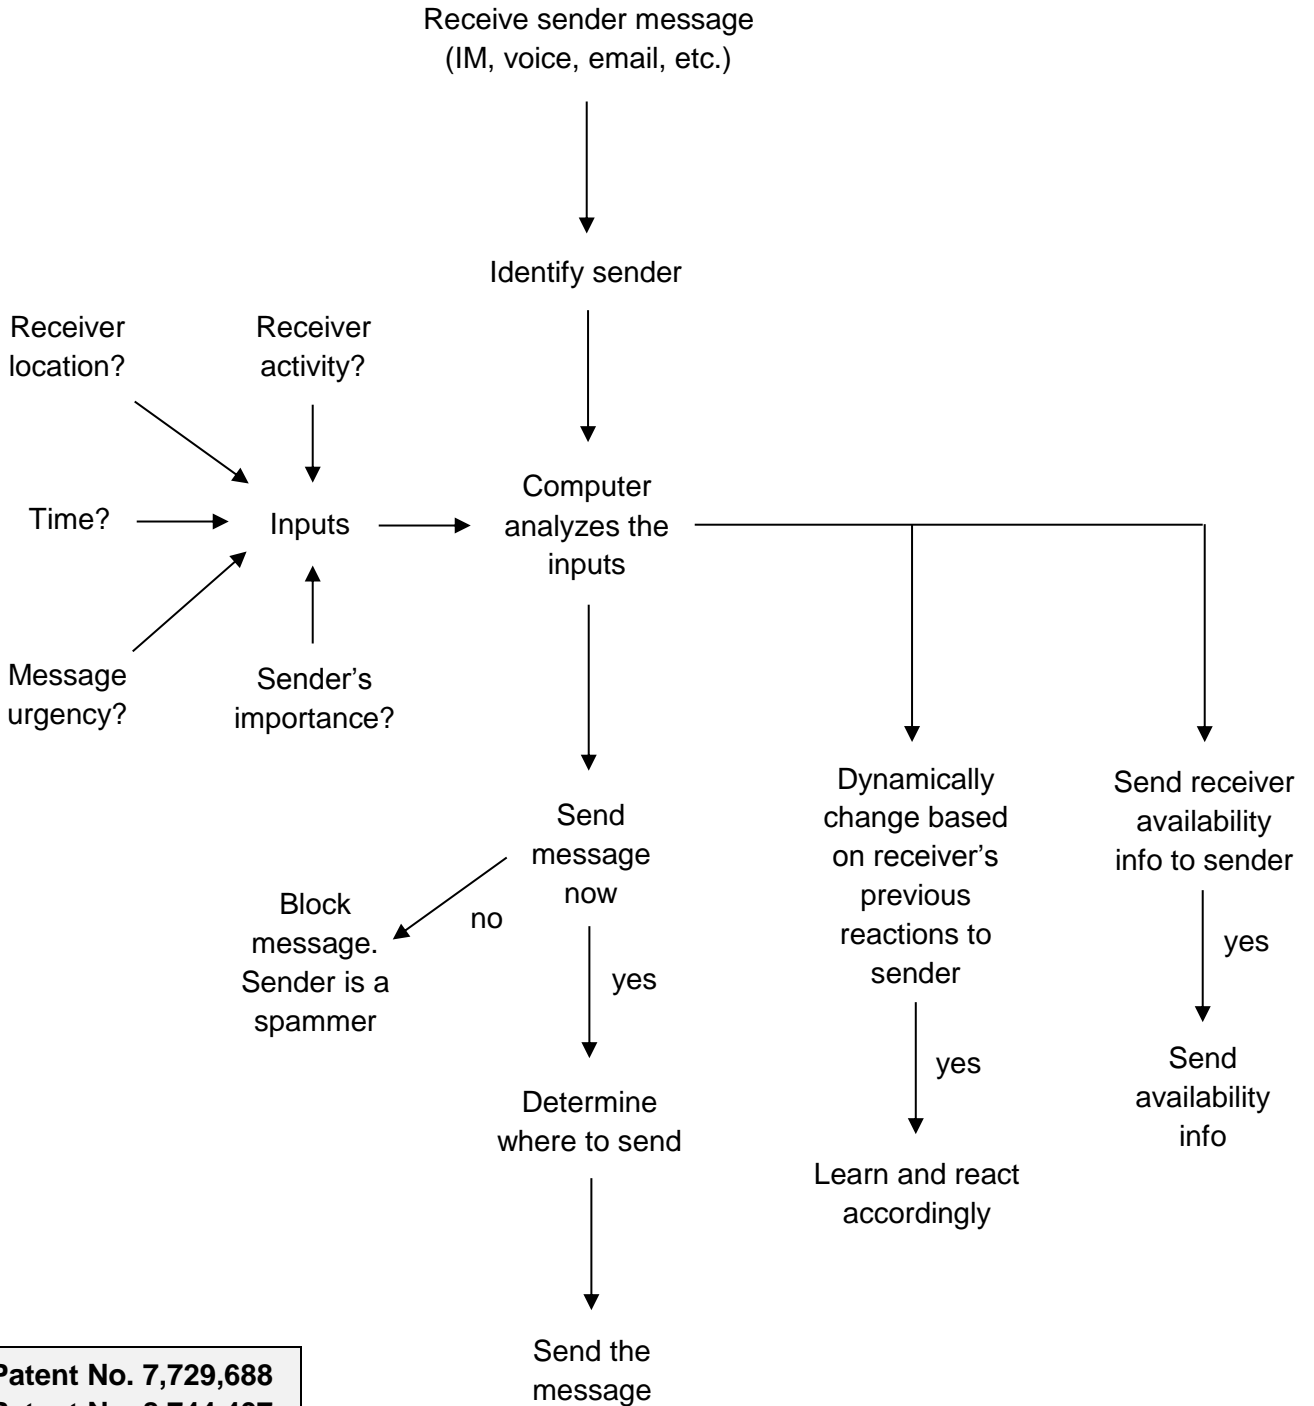 Receive sender message
(IM, voice, email, etc.)
Identify sender
Receiver
location?
Receiver
activity?
Time?
Inputs
Computer
analyzes the
inputs
Message
urgency?
Sender’s
importance?
Send
message
now
no
Block
message.
Sender is a
spammer
yes
Determine
where to send
Send the
message
Dynamically
change based
on receiver’s
previous
reactions to
sender
yes
Learn and react
accordingly
Send receiver
availability
info to sender
yes
Send
availability
info
Patent No. 7,729,688